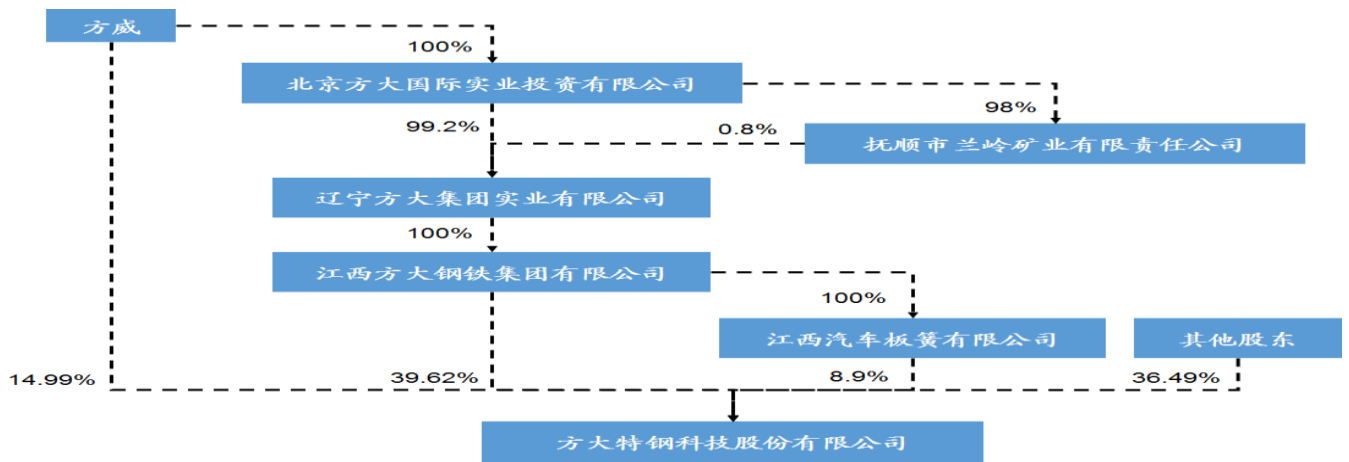 方威
100%
北京方大国际实业投资有限公司
98%
99.2%
0.8%
抚顺市兰岭矿业有限责任公司
辽宁方大集团实业有限公司
100%
江西方大钢铁集团有限公司
100%
江西汽车板簧有限公司
其他股东
14.99%
39.62%
8.9%
36.49%
方大特钢科技股份有限公司